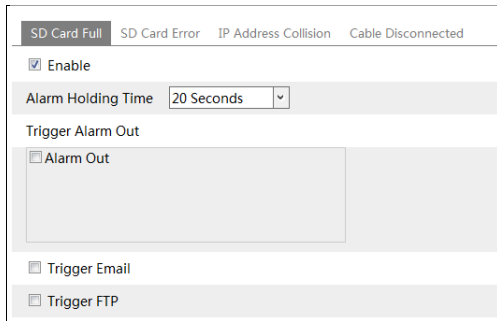 SD Card Full SD Card Error IP Address Collision Cable Disconnected
Enable
Alarm Holding Time 20 Seconds
Trigger Alarm Out
Alarm Out
Trigger Email
Trigger FTP